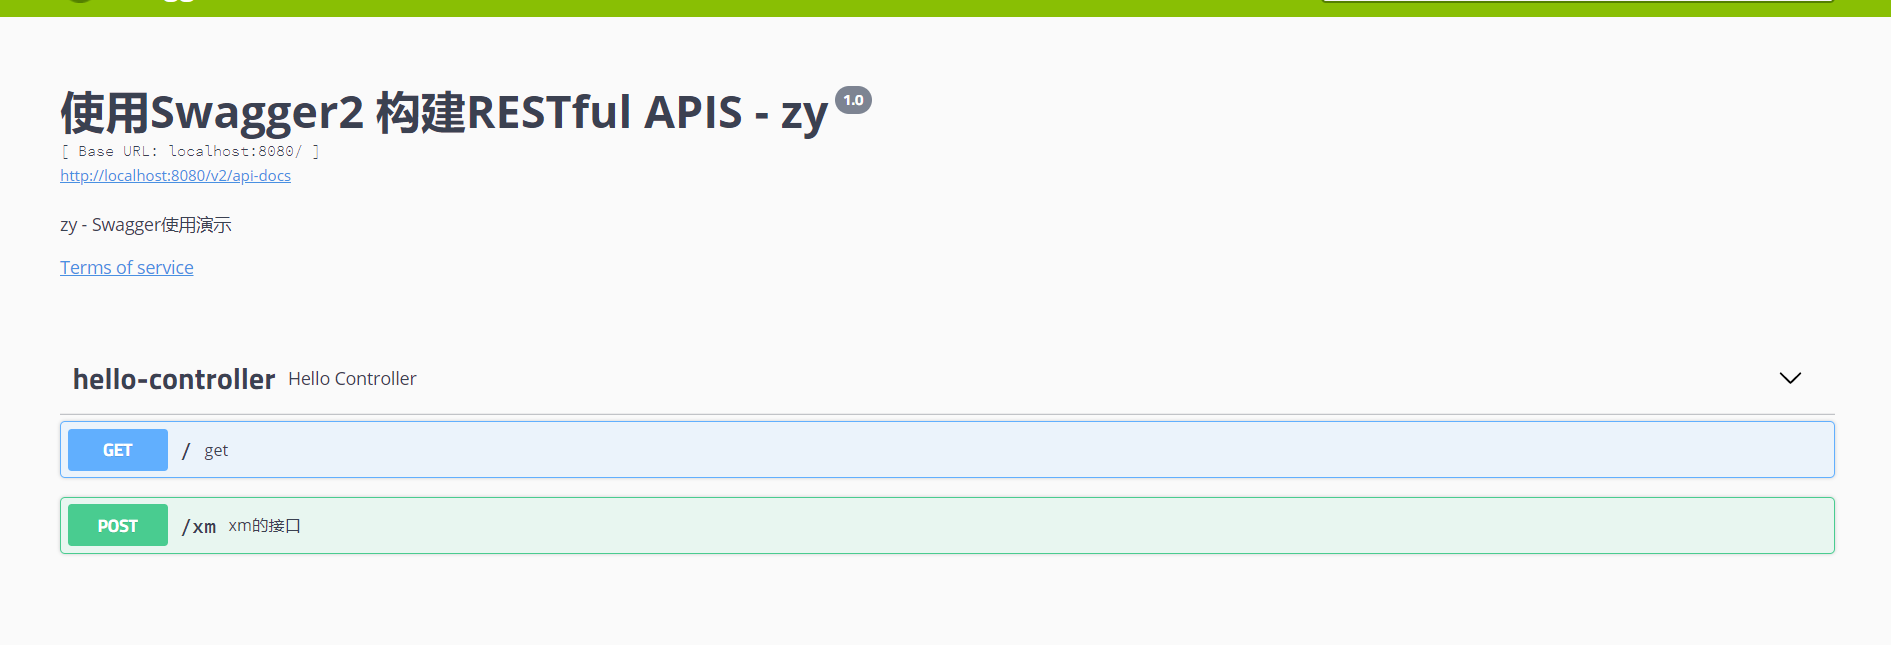 使用Swagger2 构建RESTful APIS - zy 1.0
[ Base URL: localhost:8080/ ]
http://localhost:8080/v2/api-docs
zy - Swagger使用演示
Terms of service
hello-controller Hello Controller
GET / get
POST /xm xm的接口